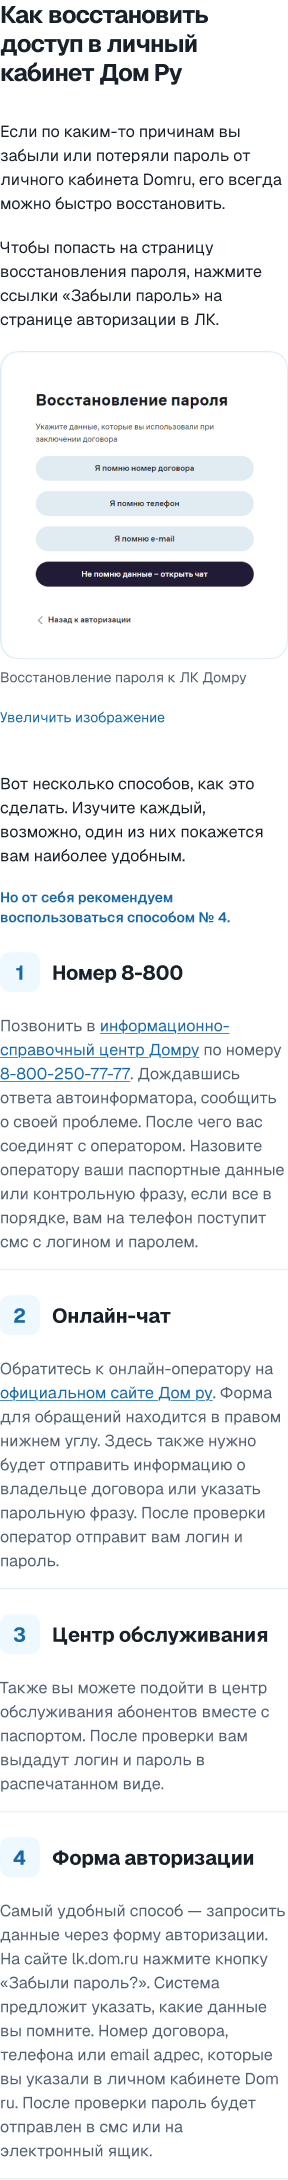 Как восстановить
доступ в личный
кабинет Дом Ру
Если по каким-то причинам вы
забыли или потеряли пароль от
личного кабинета Domru, его всегда
можно быстро восстановить.
Чтобы попасть на страницу
восстановления пароля, нажмите
ссылки «Забыли пароль» на
странице авторизации в ЛК.
Восстановление пароля
Укажите данные, которые вы использовали при
заключении договора
Я помню номер договора
Я помню телефон
Я помню e-mail
Не помню данные – открыть чат
Назад к авторизации
Восстановление пароля к ЛК Домру
Увеличить изображение
Вот несколько способов, как это
сделать. Изучите каждый,
возможно, один из них покажется
вам наиболее удобным.
Но от себя рекомендуем
воспользоваться способом № 4.
1 Номер 8-800
Позвонить в информационно-
справочный центр Домру по номеру
8-800-250-77-77. Дождавшись
ответа автоинформатора, сообщить
о своей проблеме. После чего вас
соединят с оператором. Назовите
оператору ваши паспортные данные
или контрольную фразу, если все в
порядке, вам на телефон поступит
смс с логином и паролем.
2 Онлайн-чат
Обратитесь к онлайн-оператору на
официальном сайте Дом ру. Форма
для обращений находится в правом
нижнем углу. Здесь также нужно
будет отправить информацию о
владельце договора или указать
парольную фразу. После проверки
оператор отправит вам логин и
пароль.
3 Центр обслуживания
Также вы можете подойти в центр
обслуживания абонентов вместе с
паспортом. После проверки вам
выдадут логин и пароль в
распечатанном виде.
4 Форма авторизации
Самый удобный способ — запросить
данные через форму авторизации.
На сайте lk.dom.ru нажмите кнопку
«Забыли пароль?». Система
предложит указать, какие данные
вы помните. Номер договора,
телефона или email адрес, которые
вы указали в личном кабинете Dom
ru. После проверки пароль будет
отправлен в смс или на
электронный ящик.